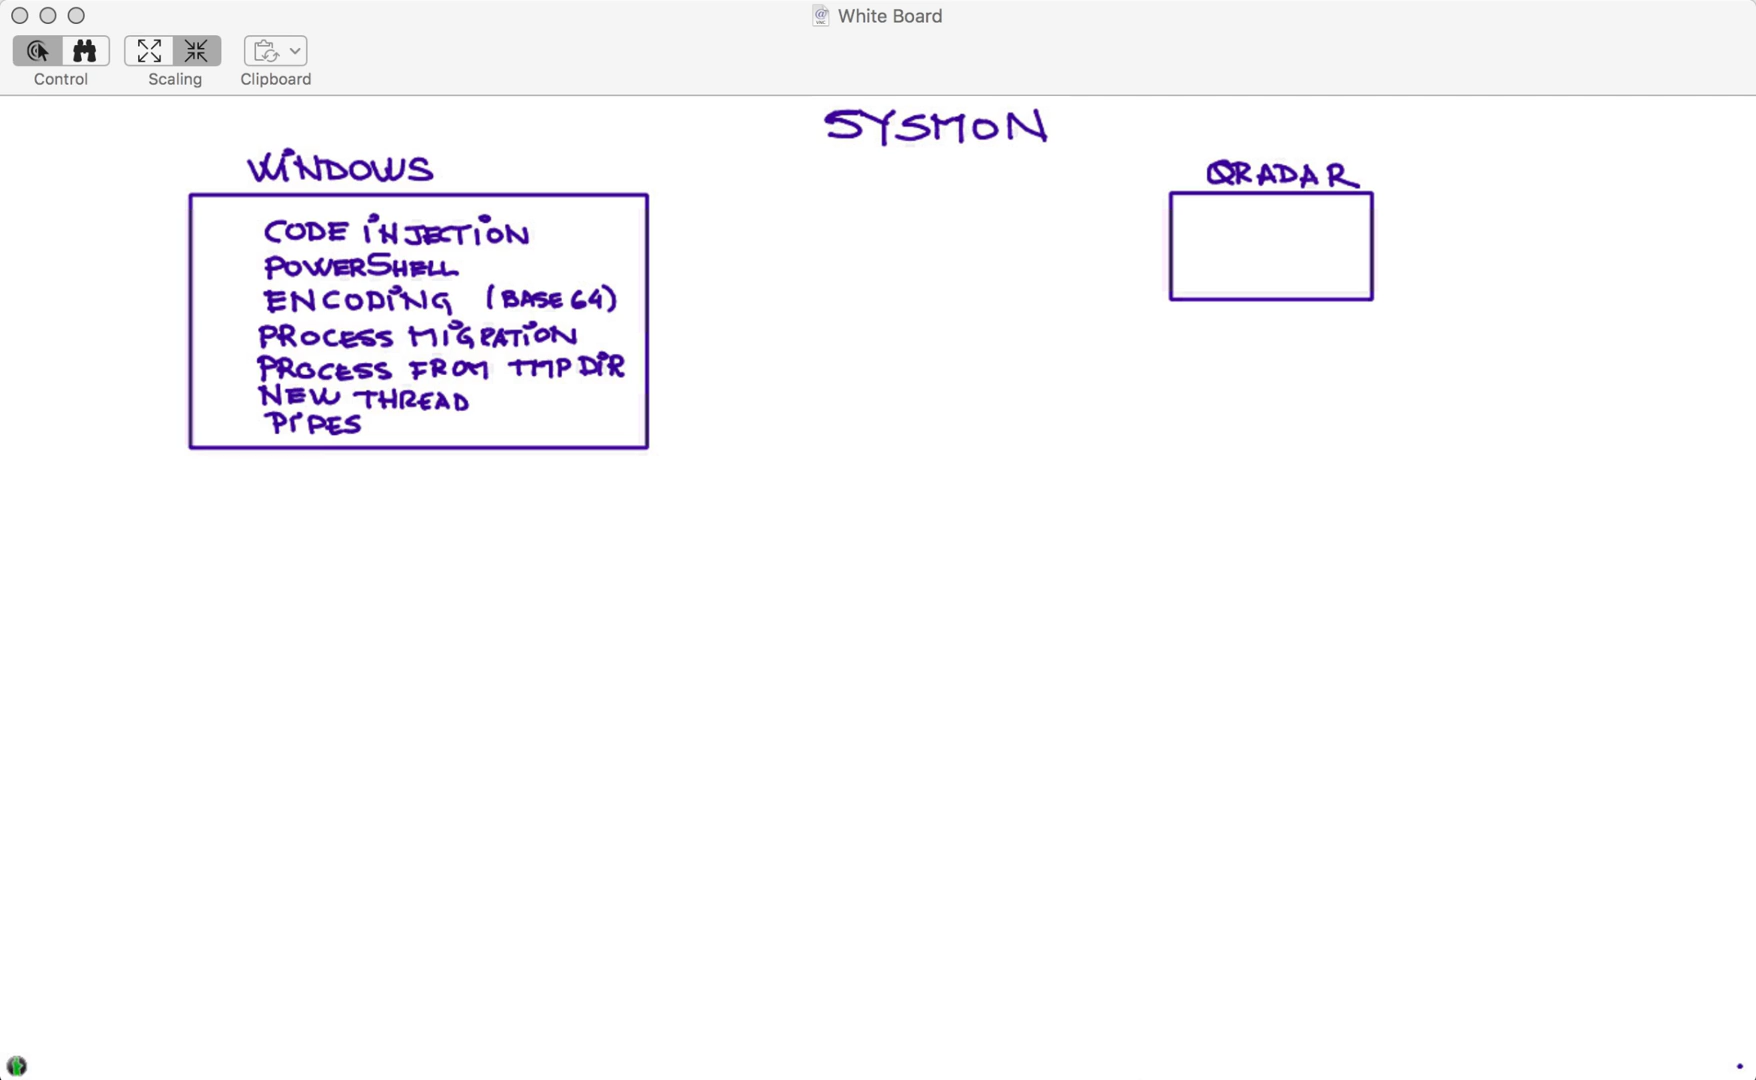 White Board
Control
Scaling
Clipboard
SYSMON
WINDOWS
QRADAR
CODE INJECTION
POWERSHELL
ENCODING (BASE 64)
PROCESS MIGRATION
PROCESS FROM TMP DIR
NEW THREAD
PIPES